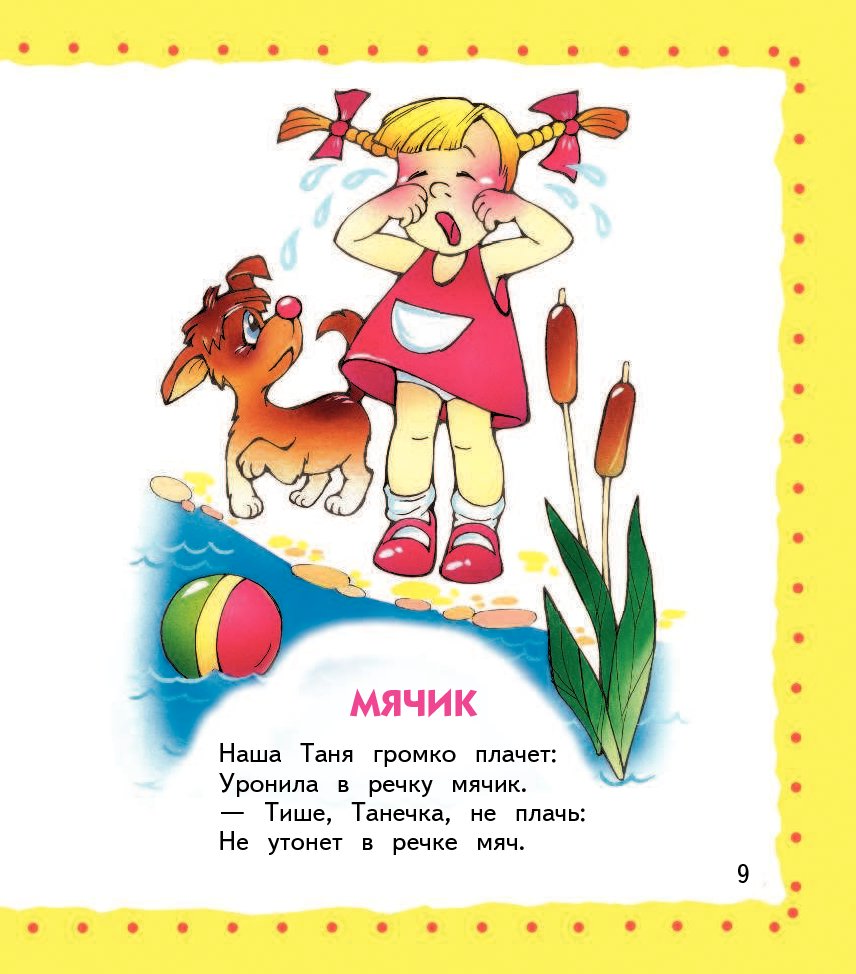 МЯЧИК
Наша Таня громко плачет:
Уронила в речку мячик.
— Тише, Танечка, не плачь:
Не утонет в речке мяч.
9